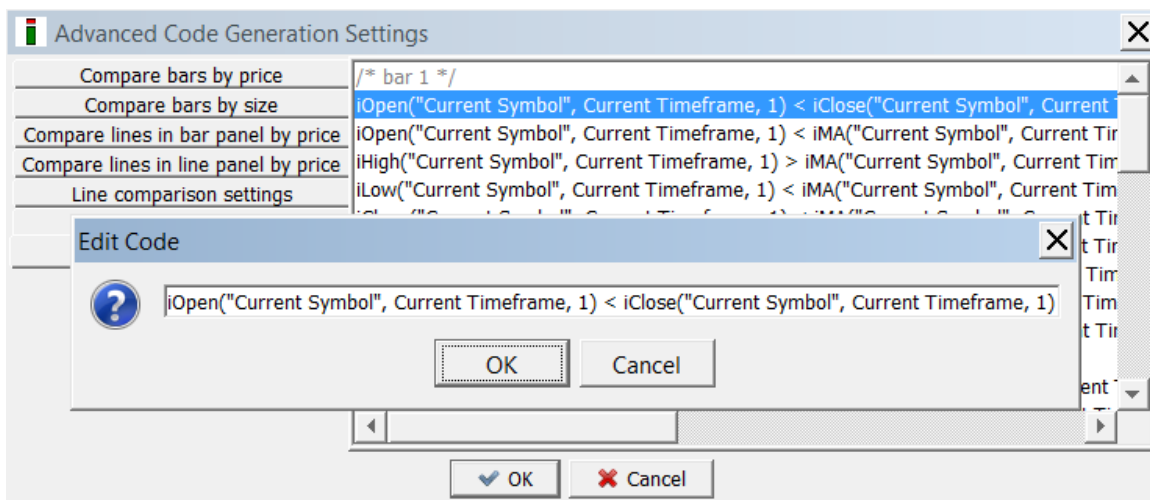 Advanced Code Generation Settings
Compare bars by price
Compare bars by size
Compare lines in bar panel by price
Compare lines in line panel by price
Line comparison settings
/* bar 1 */
iOpen("Current Symbol", Current Timeframe, 1) < iClose("Current Symbol", Current
iOpen("Current Symbol", Current Timeframe, 1) < iMA("Current Symbol", Current
iHigh("Current Symbol", Current Timeframe, 1) > iMA("Current Symbol", Current
iLow("Current Symbol", Current Timeframe, 1) < iMA("Current Symbol", Current
Edit Code
iOpen("Current Symbol", Current Timeframe, 1) < iClose("Current Symbol", Current Timeframe, 1)
OK
Cancel
OK
Cancel